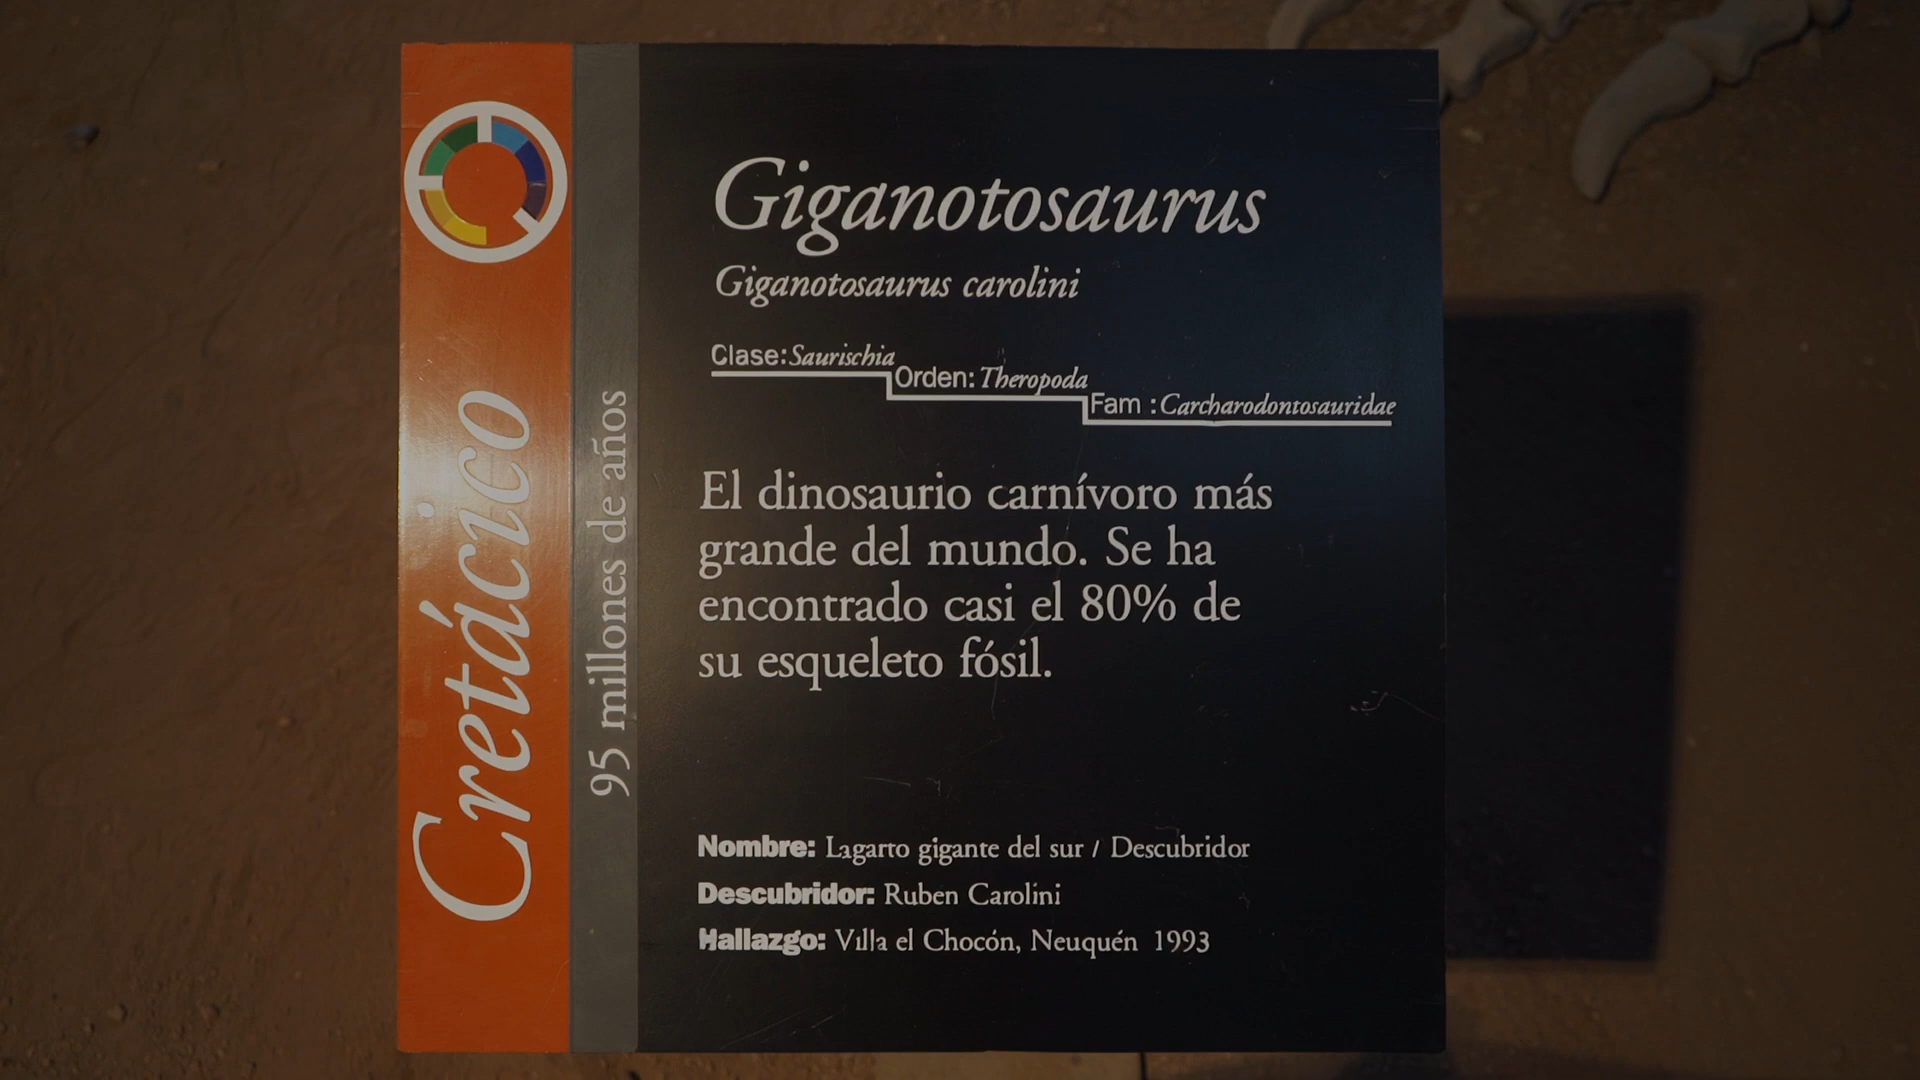 Cretácico
95 millones de años
Giganotosaurus
Giganotosaurus carolini
Clase: Saurischia
Orden: Theropoda
Fam : Carcharodontosauridae
El dinosaurio carnívoro más
grande del mundo. Se ha
encontrado casi el 80% de
su esqueleto fósil.
Nombre: Lagarto gigante del sur / Descubridor
Descubridor: Ruben Carolini
Hallazgo: Villa el Chocón, Neuquén 1993